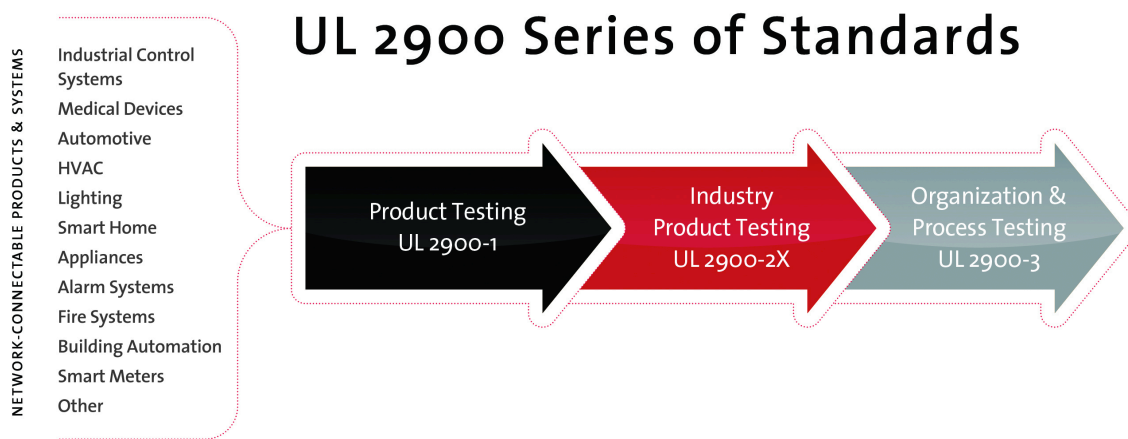 UL 2900 Series of Standards
NETWORK-CONNECTABLE PRODUCTS & SYSTEMS
Industrial Control
Systems
Medical Devices
Automotive
HVAC
Lighting
Smart Home
Appliances
Alarm Systems
Fire Systems
Building Automation
Smart Meters
Other
Product Testing
UL 2900-1
Industry
Product Testing
UL 2900-2X
Organization &
Process Testing
UL 2900-3